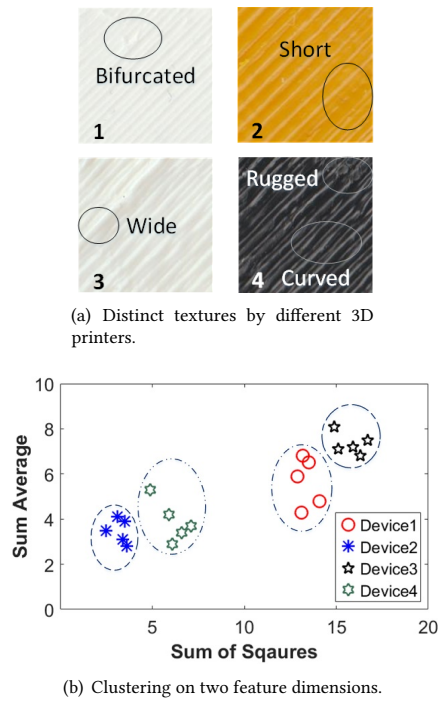 Bifurcated
1
Short
2
Wide
3
Rugged
Curved
4
(a) Distinct textures by different 3D
printers.
10
8
6
4
2
0
5
10
15
20
Sum Average
Sum of Sqaures
Device1
Device2
Device3
Device4
(b) Clustering on two feature dimensions.